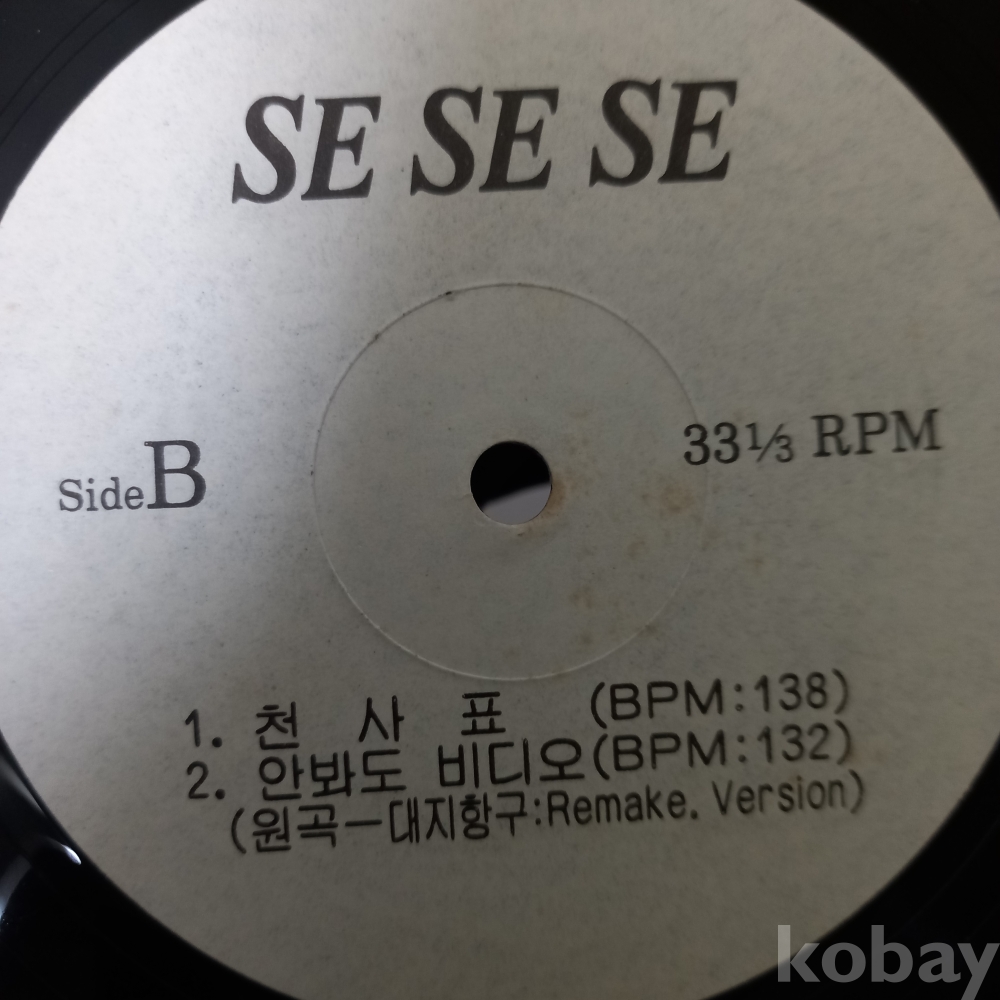 SE SE SE
Side B
33⅓ RPM
1. 천 사 표 (BPM:138)
2. 안봐도 비디오(BPM:132)
(원곡-대지항구:Remake. Version)
kobay